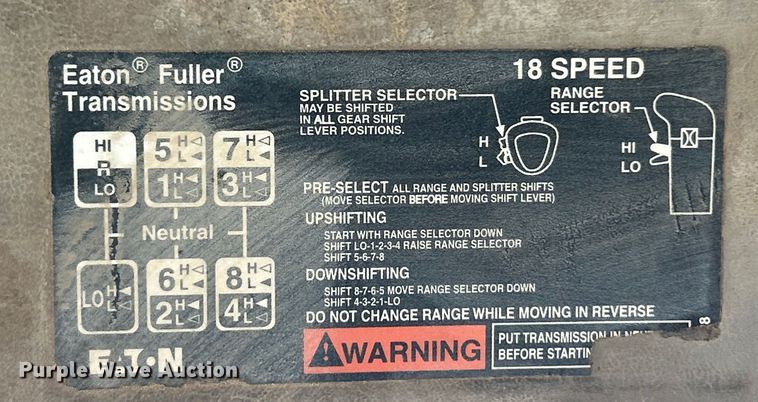 Eaton® Fuller®
Transmissions
18 SPEED
SPLITTER SELECTOR
MAY BE SHIFTED
IN ALL GEAR SHIFT
LEVER POSITIONS.
H
L
RANGE
SELECTOR
HI
LO
HI
R
LO
5 H L
7 H L
1 H L
3 H L
Neutral
LO H L
6 H L
8 H L
2 H L
4 H L
PRE-SELECT ALL RANGE AND SPLITTER SHIFTS
(MOVE SELECTOR BEFORE MOVING SHIFT LEVER)
UPSHIFTING
START WITH RANGE SELECTOR DOWN
SHIFT LO-1-2-3-4 RAISE RANGE SELECTOR
SHIFT 5-6-7-8
DOWNSHIFTING
SHIFT 8-7-6-5 MOVE RANGE SELECTOR DOWN
SHIFT 4-3-2-1-LO
DO NOT CHANGE RANGE WHILE MOVING IN REVERSE
WARNING
PUT TRANSMISSION IN
BEFORE STARTING
8
EATON
Purple Wave Auction